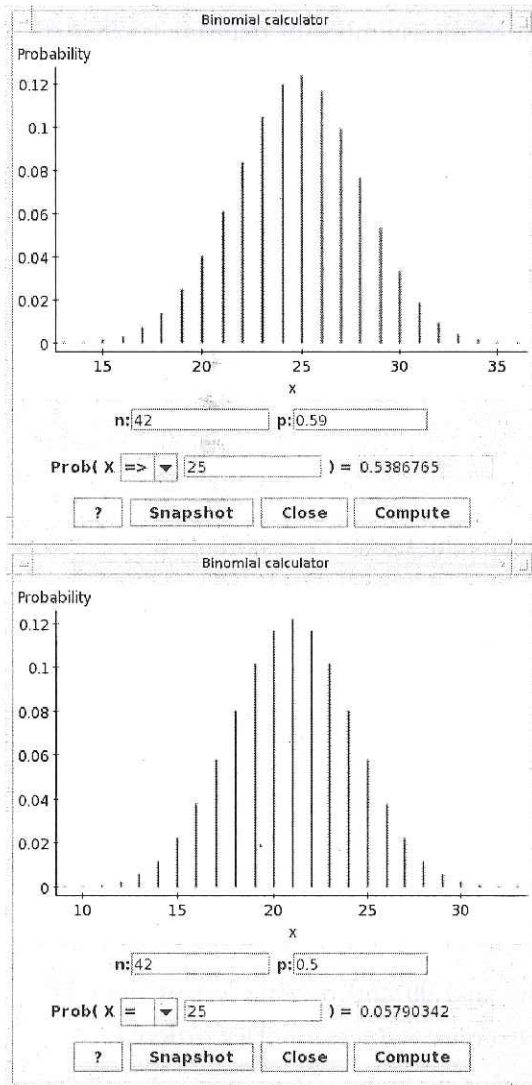 Binomial calculator
Probability
0.12
0.1
0.08
0.06
0.04
0.02
0
15 20 25 30 35
X
n: 42 p: 0.59
Prob( X => 25 ) = 0.5386765
? Snapshot Close Compute
Binomial calculator
Probability
0.12
0.1
0.08
0.06
0.04
0.02
0
10 15 20 25 30
X
n: 42 p: 0.5
Prob( X = 25 ) = 0.05790342
? Snapshot Close Compute